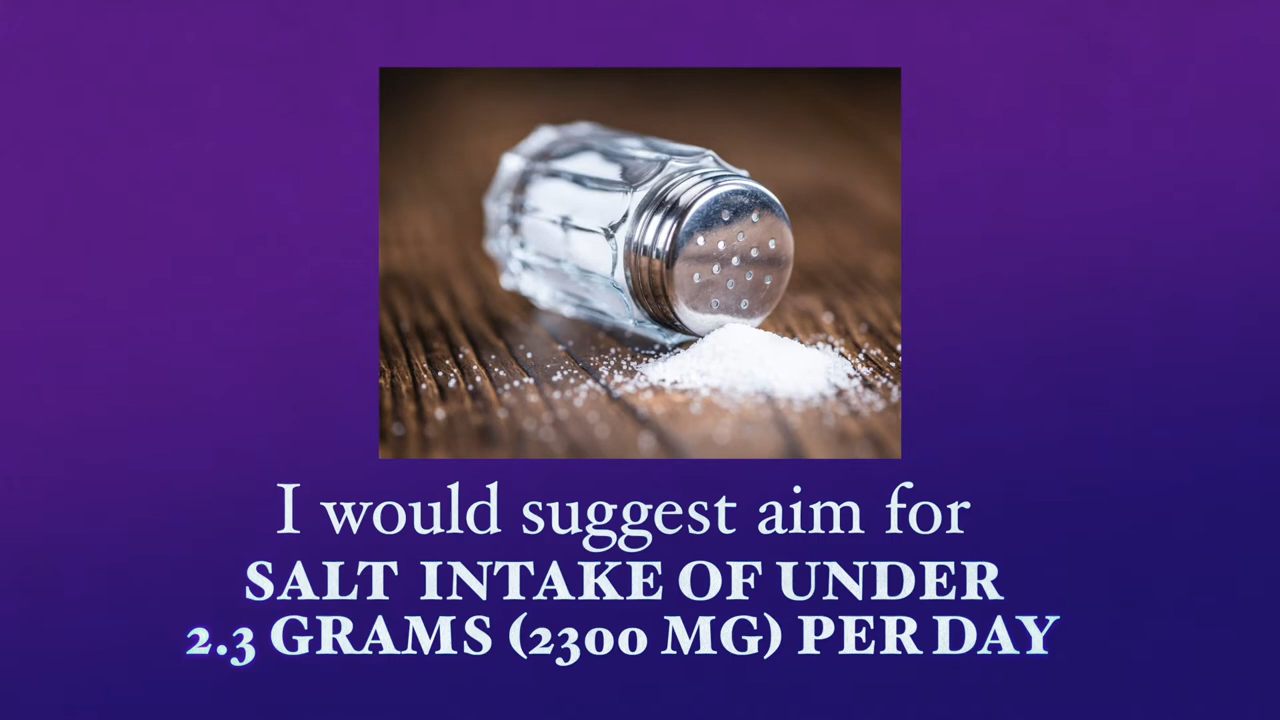 I would suggest aim for
SALT INTAKE OF UNDER
2.3 GRAMS (2300 MG) PER DAY